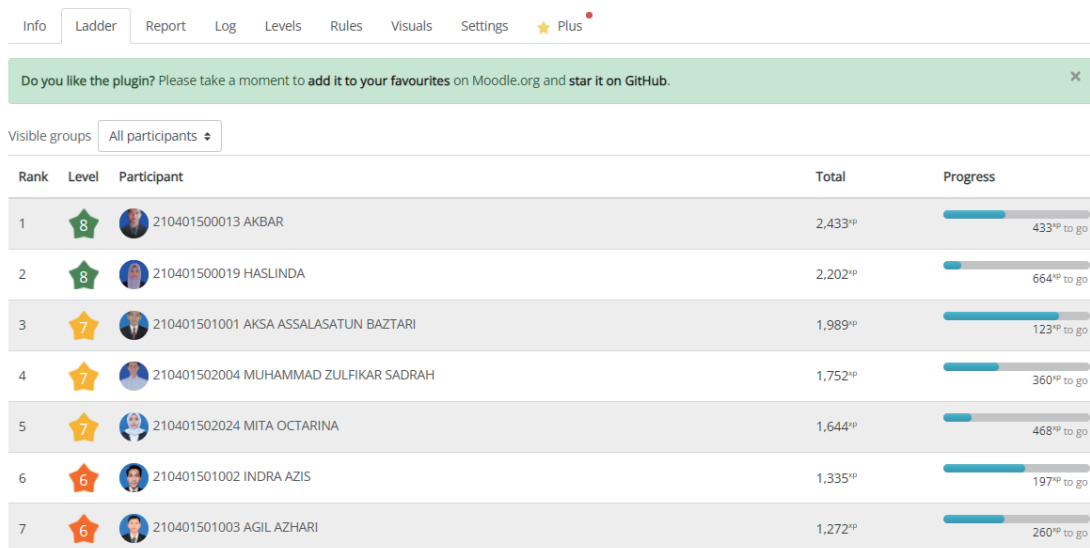 Info Ladder Report Log Levels Rules Visuals Settings Plus
Do you like the plugin? Please take a moment to add it to your favourites on Moodle.org and star it on GitHub. ×
Visible groups All participants
Rank Level Participant Total Progress
1 8 210401500013 AKBAR 2,433xp
433xp to go
2 8 210401500019 HASLINDA 2,202xp
664xp to go
3 7 210401501001 AKSA ASSALASATUN BAZTARI 1,989xp
123xp to go
4 7 210401502004 MUHAMMAD ZULFIKAR SADRAH 1,752xp
360xp to go
5 7 210401502024 MITA OCTARINA 1,644xp
468xp to go
6 6 210401501002 INDRA AZIS 1,335xp
197xp to go
7 6 210401501003 AGIL AZHARI 1,272xp
260xp to go